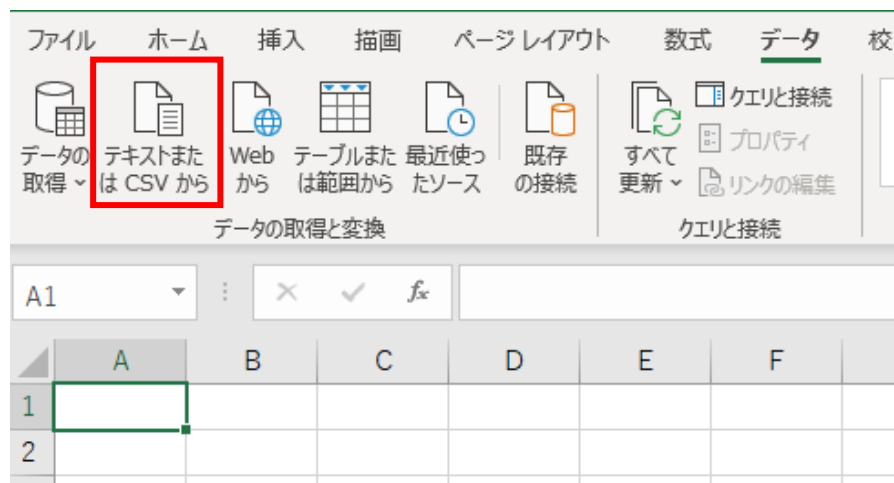 ファイル ホーム 挿入 描画 ページ レイアウト 数式 データ 校
データの取得 テキストまたは CSV から Web から テーブルまたは範囲から 最近使ったソース 既存の接続 すべて更新 クエリと接続
プロパティ
リンクの編集
データの取得と変換 クエリと接続
A1 fx
A B C D E F
1
2